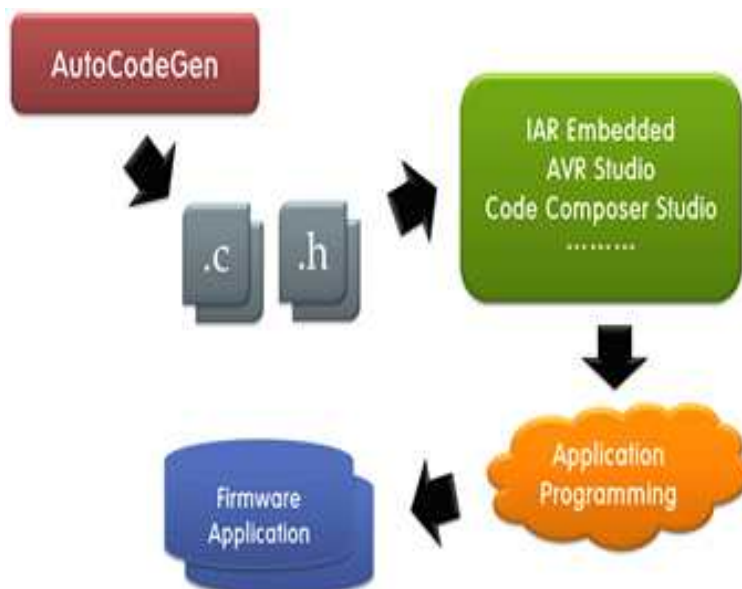 AutoCodeGen
.c
.h
IAR Embedded
AVR Studio
Code Composer Studio
.........
Application
Programming
Firmware
Application